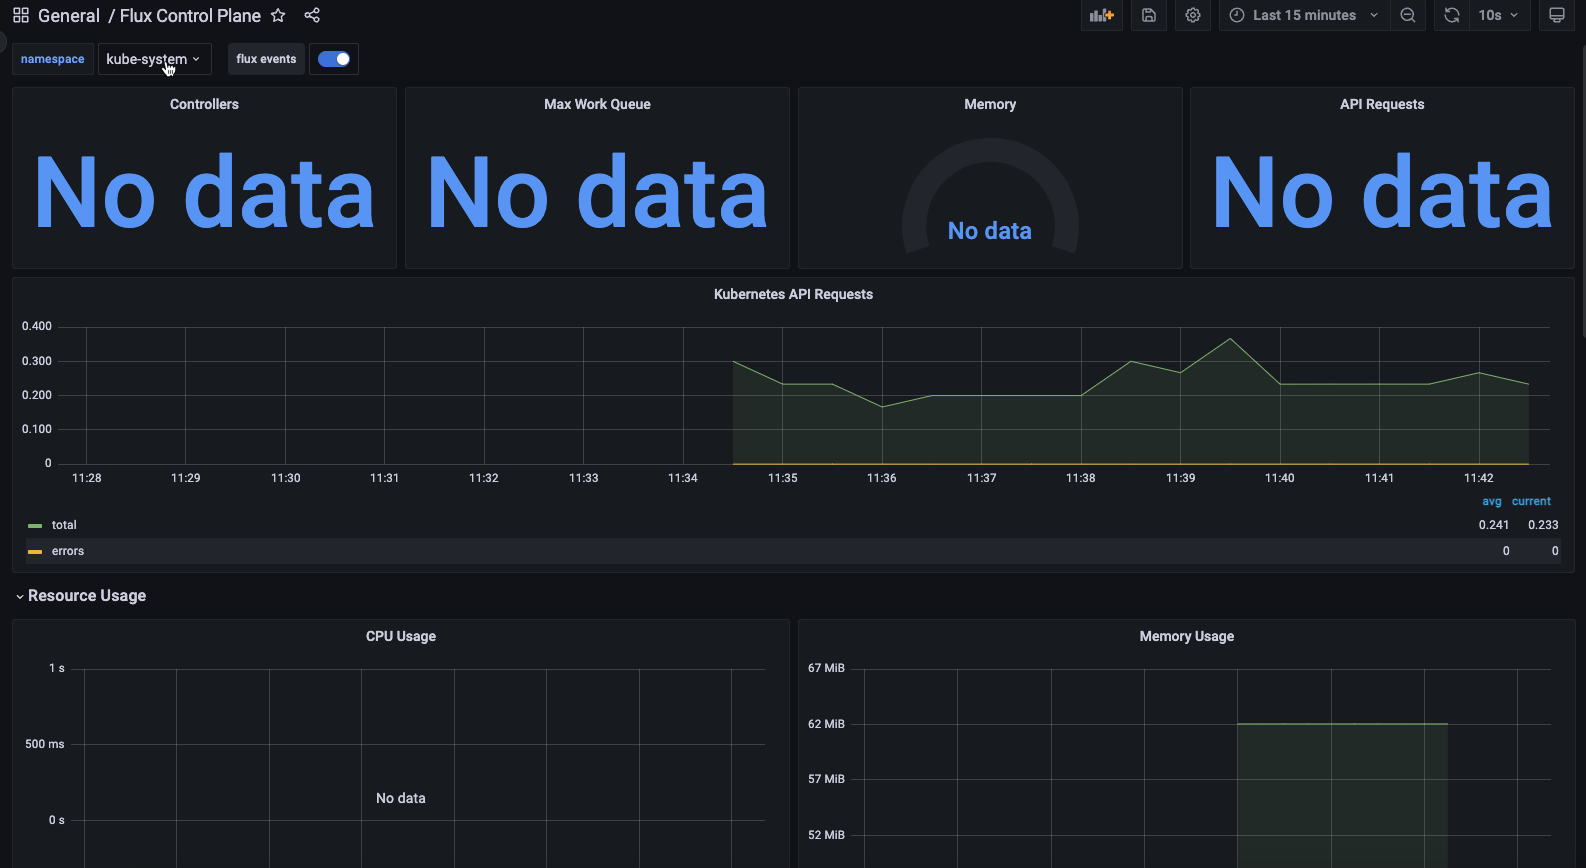 General / Flux Control Plane
Last 15 minutes
10s
namespace
kube-system
flux events
Controllers
Max Work Queue
Memory
API Requests
No data
No data
No data
No data
Kubernetes API Requests
0.400
0.300
0.200
0.100
0
11:28 11:29 11:30 11:31 11:32 11:33 11:34 11:35 11:36 11:37 11:38 11:39 11:40 11:41 11:42
avg current
total 0.241 0.233
errors 0 0
Resource Usage
CPU Usage
1 s
500 ms
No data
0 s
Memory Usage
67 MiB
62 MiB
57 MiB
52 MiB